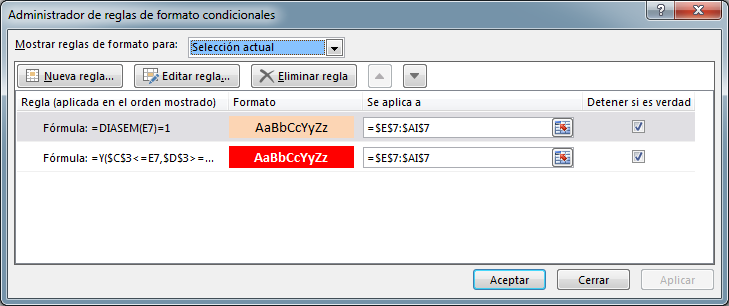 Administrador de reglas de formato condicionales
Mostrar reglas de formato para: Selección actual
Nueva regla... Editar regla... Eliminar regla
Regla (aplicada en el orden mostrado) Formato Se aplica a Detener si es verdad
Fórmula: =DIASEM(E7)=1 AaBbCcYyZz =$E$7:$AI$7
Fórmula: =Y($C$3<=E7,$D$3>=... AaBbCcYyZz =$E$7:$AI$7
Aceptar Cerrar Aplicar